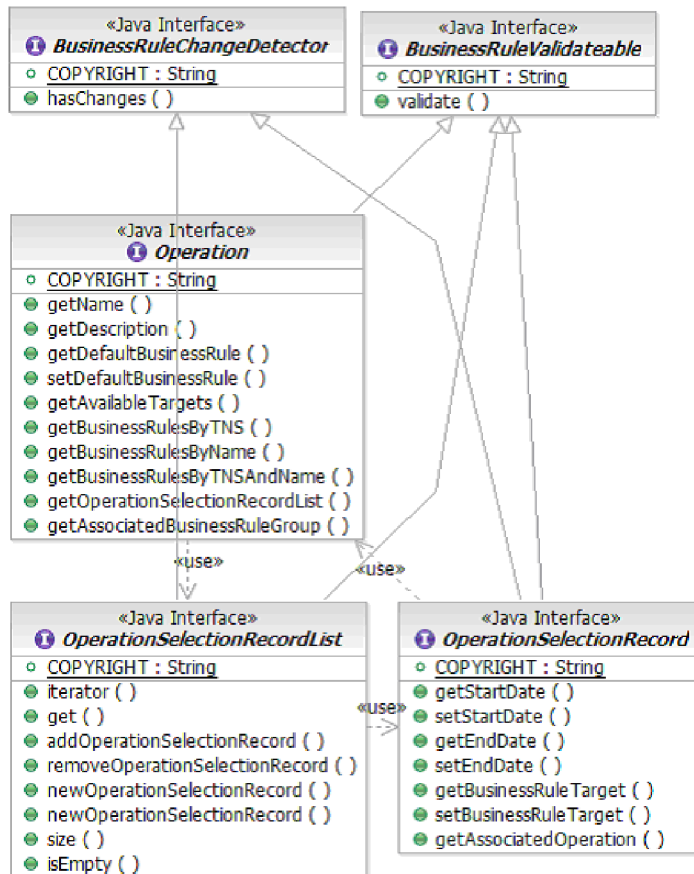 «Java Interface»
BusinessRuleChangeDetector
COPYRIGHT : String
hasChanges ( )
«Java Interface»
BusinessRuleValidateable
COPYRIGHT : String
validate ( )
«Java Interface»
Operation
COPYRIGHT : String
getName ( )
getDescription ( )
getDefaultBusinessRule ( )
setDefaultBusinessRule ( )
getAvailableTargets ( )
getBusinessRulesByTNS ( )
getBusinessRulesByName ( )
getBusinessRulesByTNSAndName ( )
getOperationSelectionRecordList ( )
getAssociatedBusinessRuleGroup ( )
«use»
«use»
«Java Interface»
OperationSelectionRecordList
COPYRIGHT : String
iterator ( )
get ( )
addOperationSelectionRecord ( )
removeOperationSelectionRecord ( )
newOperationSelectionRecord ( )
newOperationSelectionRecord ( )
size ( )
isEmpty ( )
«use»
«Java Interface»
OperationSelectionRecord
COPYRIGHT : String
getStartDate ( )
setStartDate ( )
getEndDate ( )
setEndDate ( )
getBusinessRuleTarget ( )
setBusinessRuleTarget ( )
getAssociatedOperation ( )